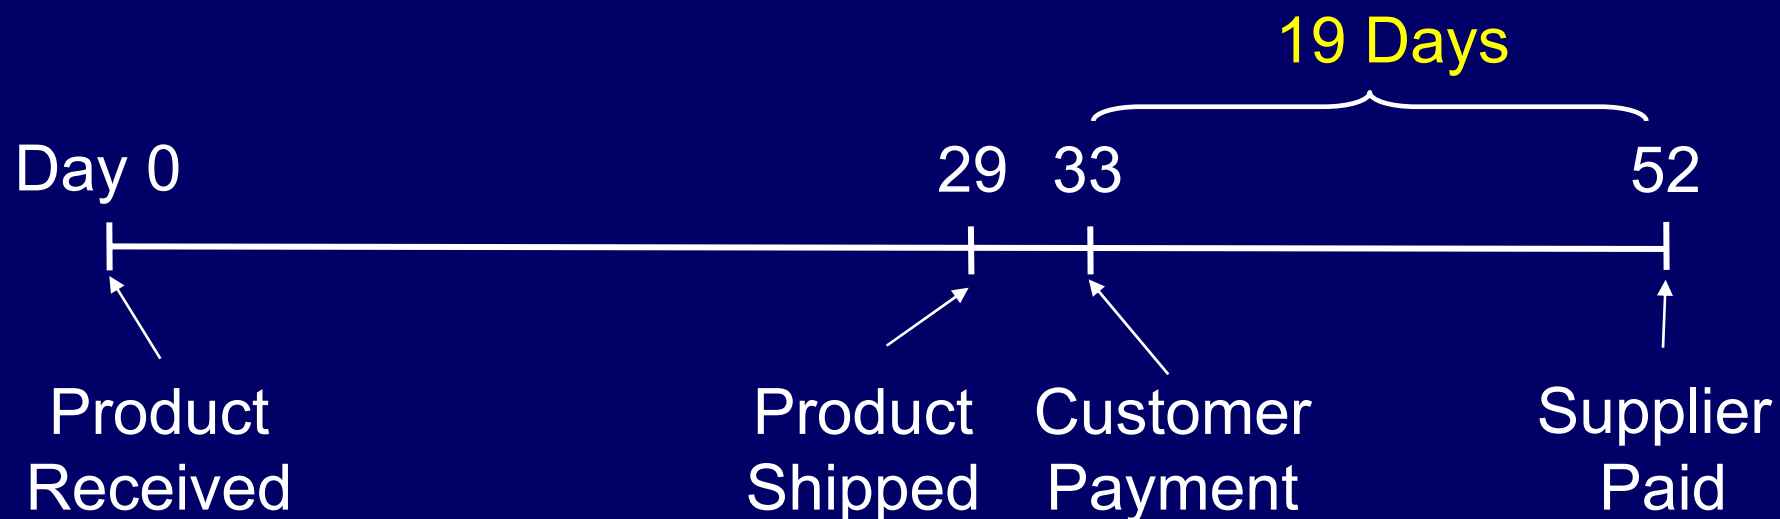 19 Days
Day 0
29
33
52
Product
Received
Product
Shipped
Customer
Payment
Supplier
Paid